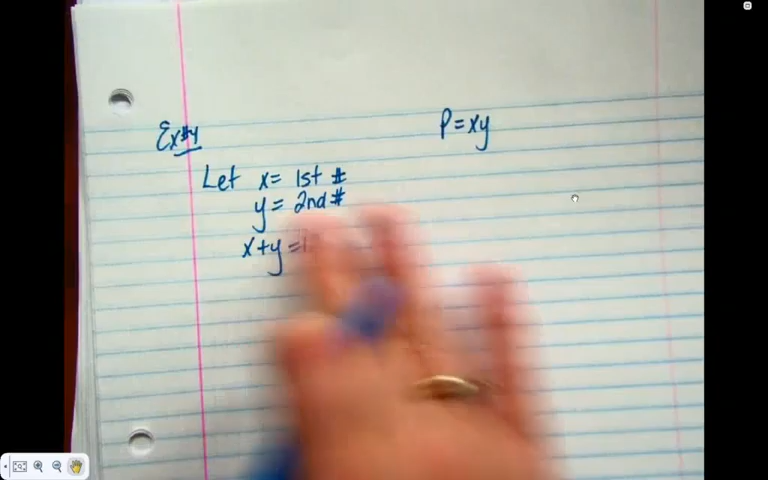 Ex#4
P=xy
Let x= 1st #
y= 2nd #
x+y=